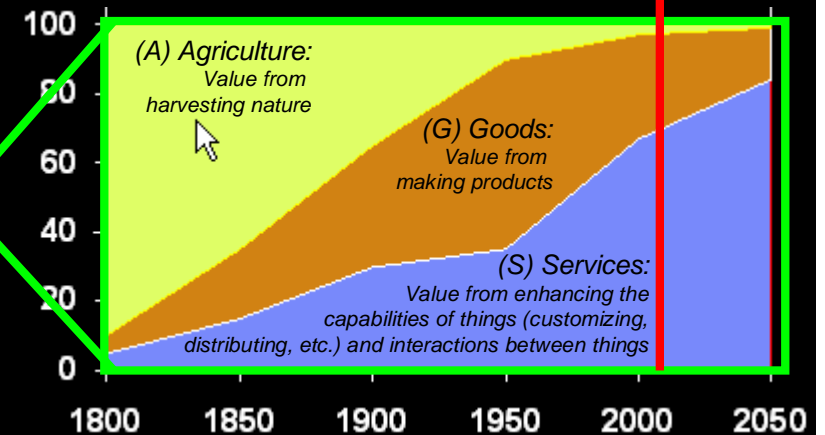 100
80
60
40
20
0
(A) Agriculture:
Value from
harvesting nature
(G) Goods:
Value from
making products
(S) Services:
Value from enhancing the
capabilities of things (customizing,
distributing, etc.) and interactions between things
1800 1850 1900 1950 2000 2050